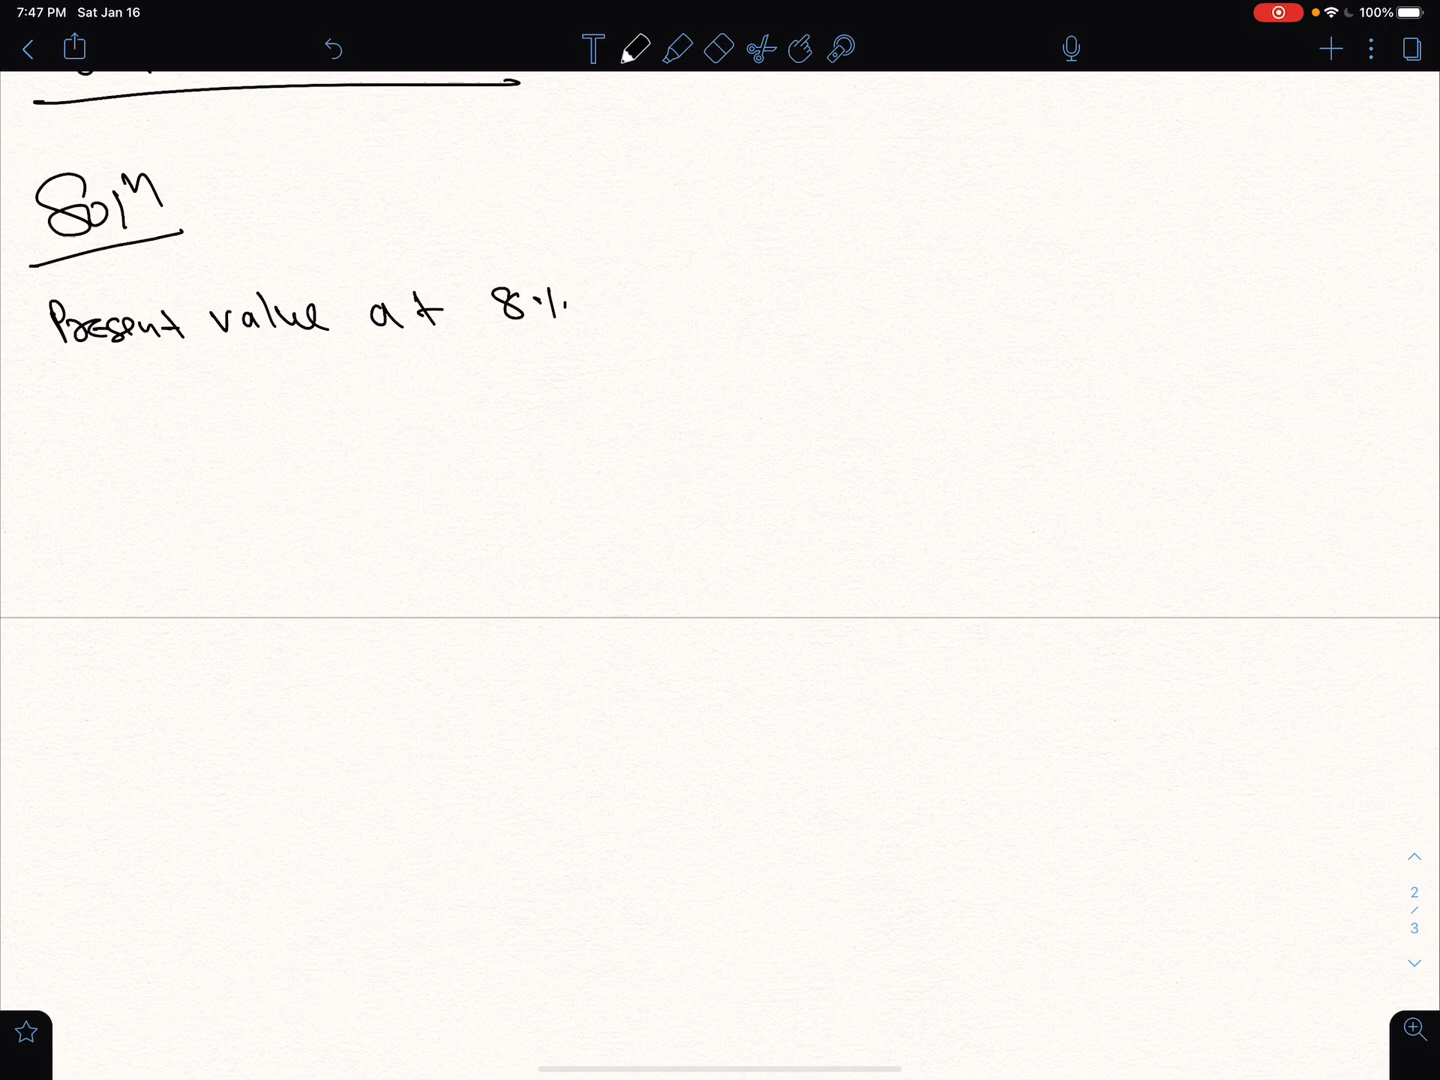 7:47 PM Sat Jan 16
100%
T
Solⁿ
Present value at 8%
2
/
3